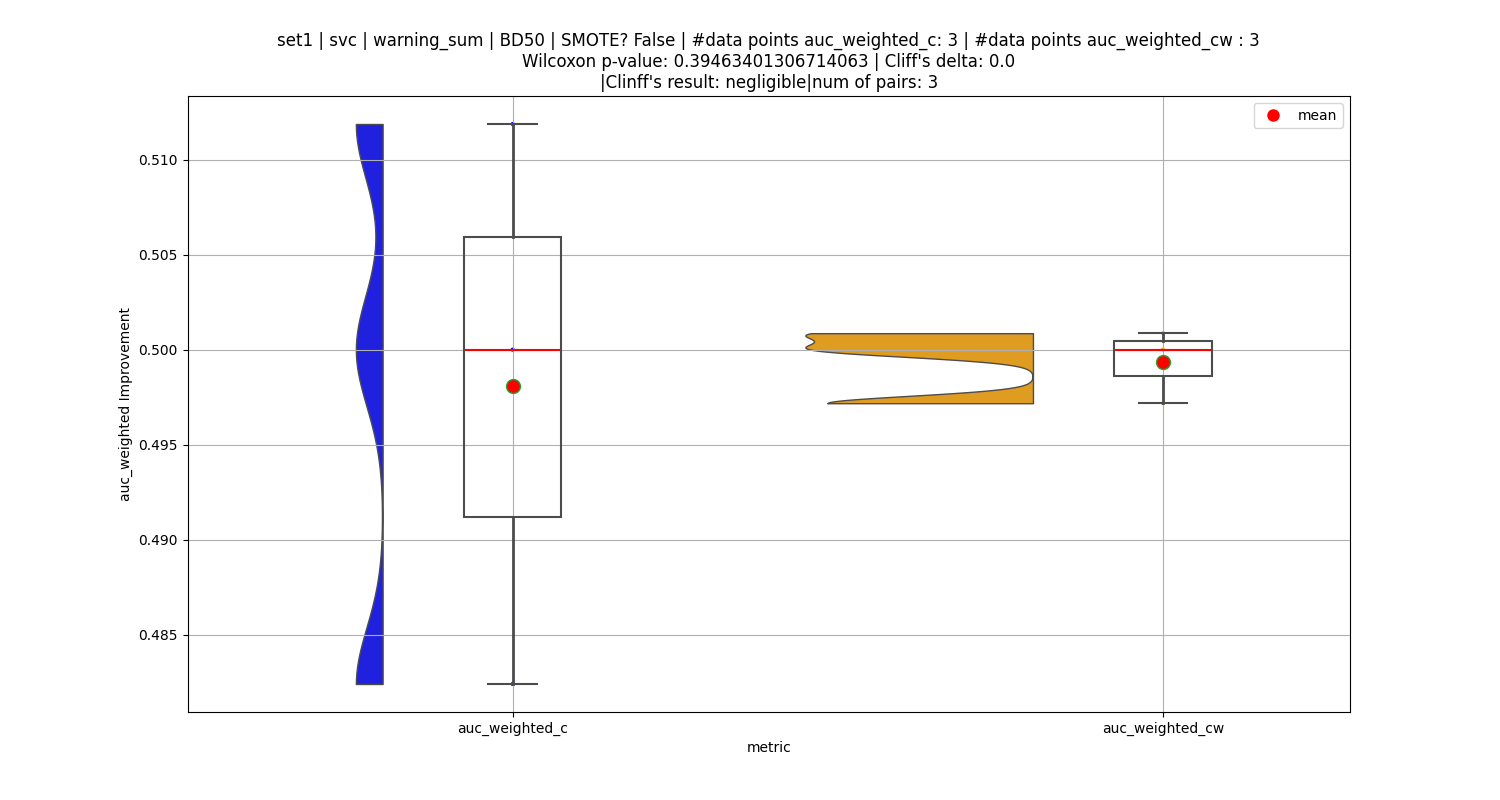 set1 | svc | warning_sum | BD50 | SMOTE? False | #data points auc_weighted_c: 3 | #data points auc_weighted_cw : 3
Wilcoxon p-value: 0.39463401306714063 | Cliff's delta: 0.0
|Clinff's result: negligible|num of pairs: 3
mean
0.510
0.505
0.500
0.495
0.490
0.485
auc_weighted Improvement
auc_weighted_c
auc_weighted_cw
metric